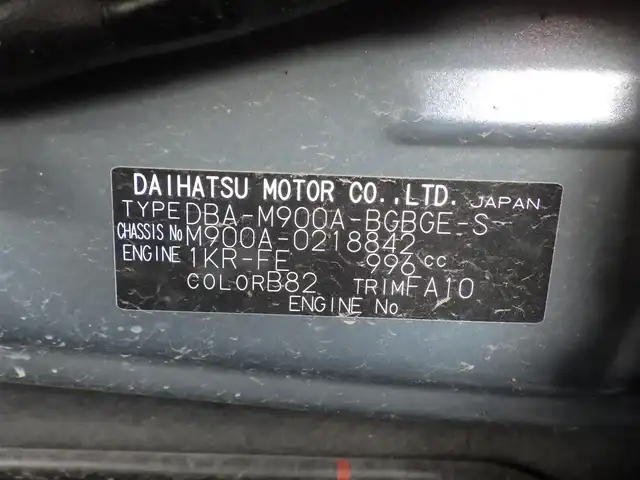 DAIHATSU MOTOR CO.,LTD. JAPAN
TYPE DBA-M900A-BGBGE-S
CHASSIS No M900A-0218842
ENGINE 1KR-FE 996 cc
COLOR B82 TRIM FA10
ENGINE No